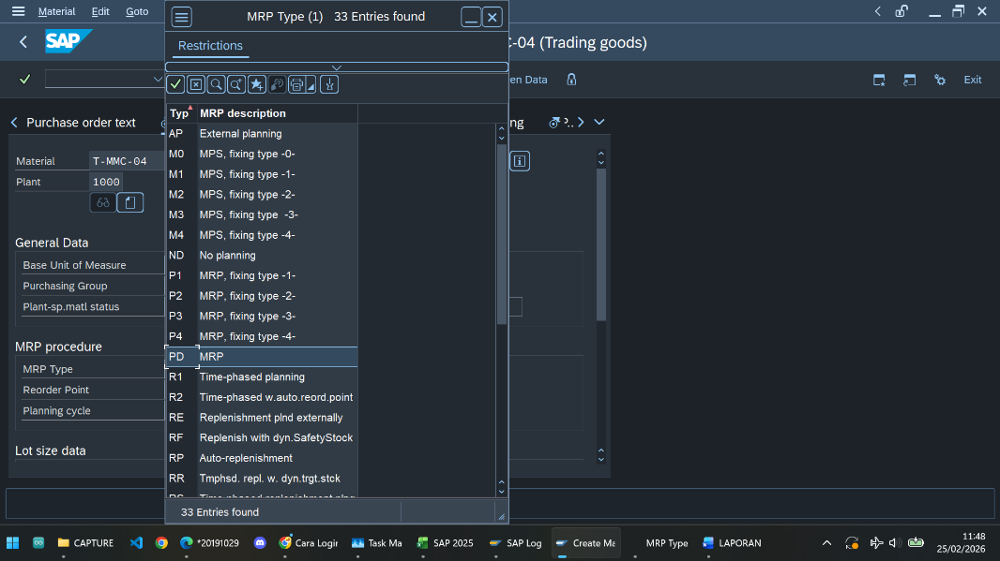 Material Edit Goto
MRP Type (1) 33 Entries found
SAP
C-04 (Trading goods)
Restrictions
en Data
Exit
Purchase order text
ng
P..
Typ MRP description
AP External planning
M0 MPS, fixing type -0-
M1 MPS, fixing type -1-
M2 MPS, fixing type -2-
M3 MPS, fixing type -3-
M4 MPS, fixing type -4-
ND No planning
P1 MRP, fixing type -1-
P2 MRP, fixing type -2-
P3 MRP, fixing type -3-
P4 MRP, fixing type -4-
PD MRP
R1 Time-phased planning
R2 Time-phased w.auto.reord.point
RE Replenishment plnd externally
RF Replenish with dyn.SafetyStock
RP Auto-replenishment
RR Tmphsd. repl. w. dyn.trgt.stck
33 Entries found
Material T-MMC-04
Plant 1000
General Data
Base Unit of Measure
Purchasing Group
Plant-sp.matl status
MRP procedure
MRP Type
Reorder Point
Planning cycle
Lot size data
CAPTURE
*20191029
Cara Logir
Task Ma
SAP 2025
SAP Log
Create Ma
MRP Type
LAPORAN
11:48
25/02/2026